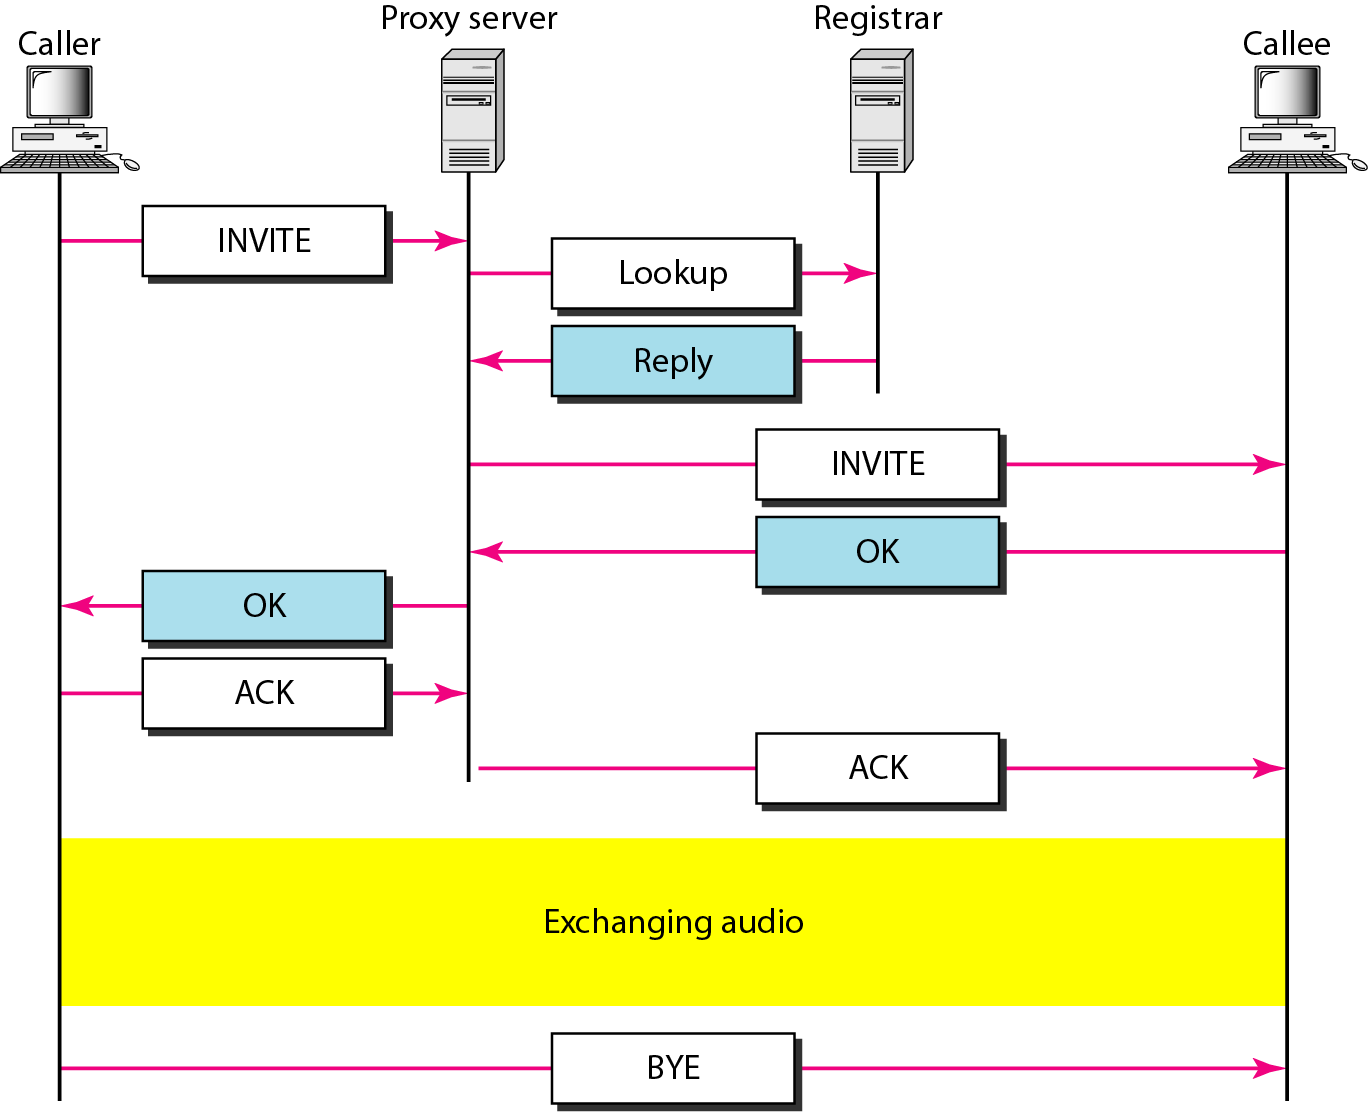 Proxy server
Registrar
Caller
Callee
INVITE
Lookup
Reply
INVITE
OK
OK
ACK
ACK
Exchanging audio
BYE